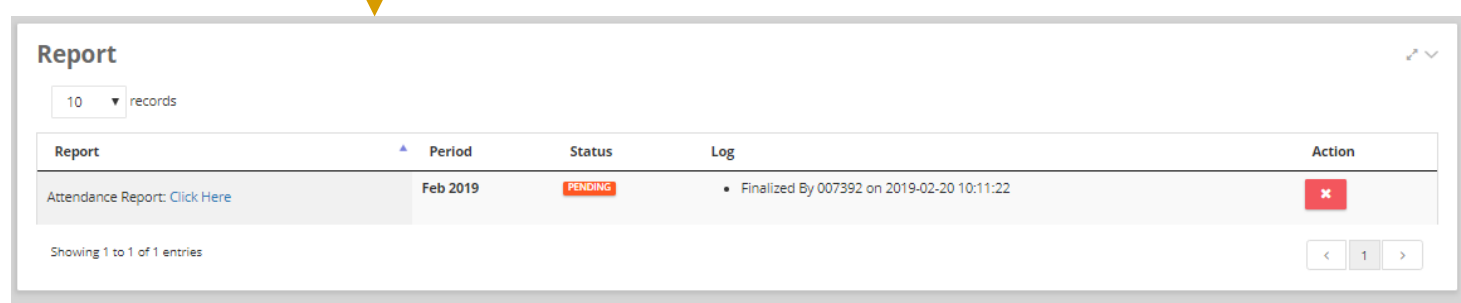 Report
10 records
Report Period Status Log Action
Attendance Report: Click Here Feb 2019 PENDING • Finalized By 007392 on 2019-02-20 10:11:22
Showing 1 to 1 of 1 entries < 1 >